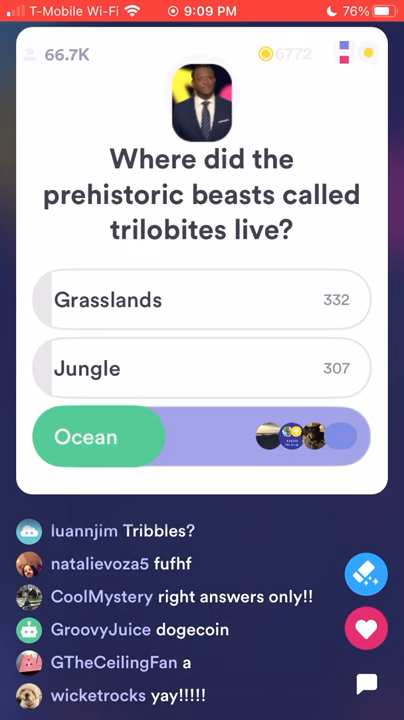 T-Mobile Wi-Fi 9:09 PM 76%
66.7K 6772
Where did the
prehistoric beasts called
trilobites live?
Grasslands 332
Jungle 307
Ocean
luannjim Tribbles?
natalievoza5 fufhf
CoolMystery right answers only!!
GroovyJuice dogecoin
GTheCeilingFan a
wicketrocks yay!!!!!